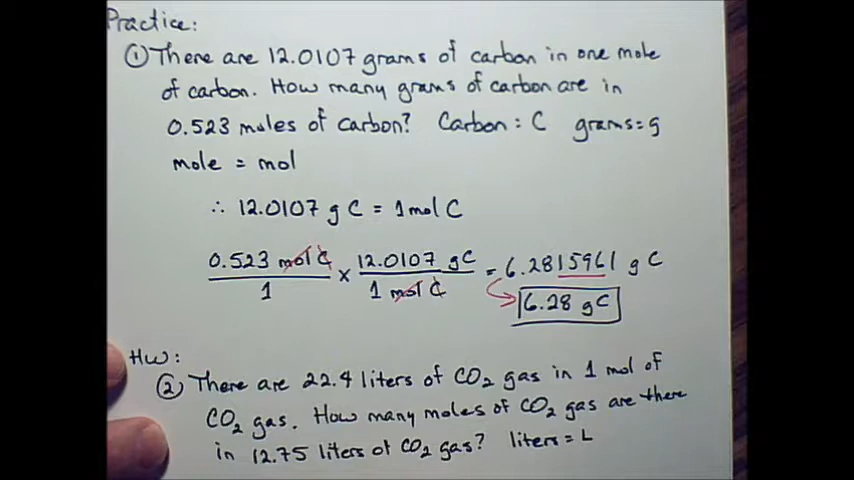 Practice:
① There are 12.0107 grams of carbon in one mole
of carbon. How many grams of carbon are in
0.523 moles of carbon? Carbon: C grams=g
mole = mol
∴ 12.0107 g C = 1 mol C
0.523 mol C / 1 × 12.0107 gC / 1 mol C = 6.2815961 g C
6.28 gC
HW:
② There are 22.4 liters of CO₂ gas in 1 mol of
CO₂ gas. How many moles of CO₂ gas are there
in 12.75 liters of CO₂ gas? liters = L